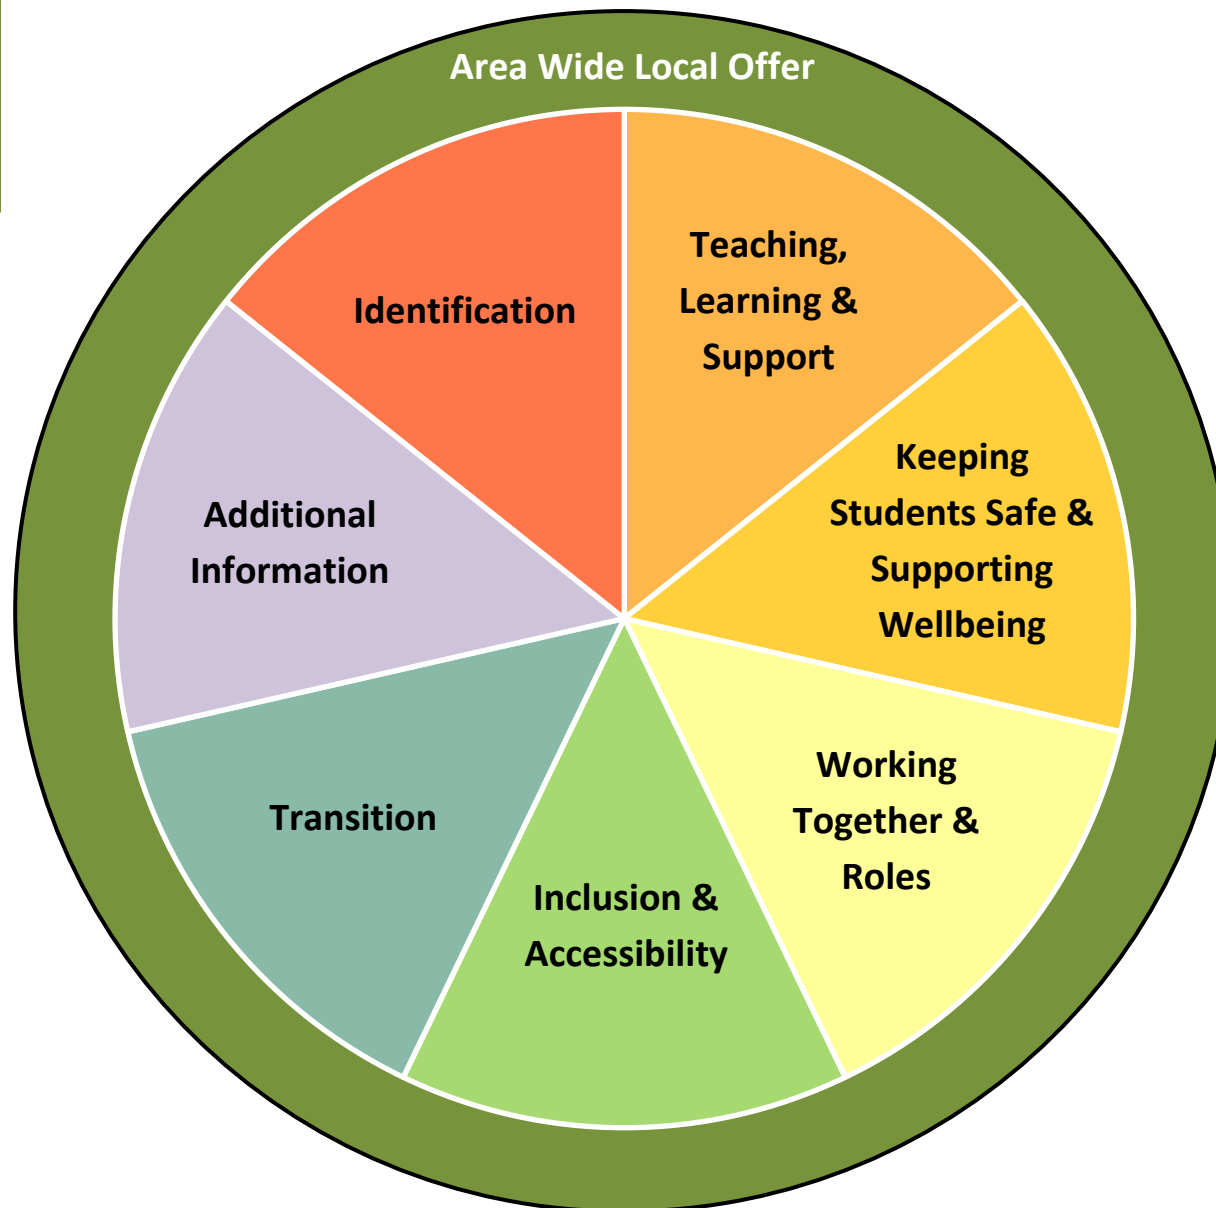 Area Wide Local Offer
Identification
Teaching,
Learning &
Support
Keeping
Students Safe &
Supporting
Wellbeing
Working
Together &
Roles
Inclusion &
Accessibility
Transition
Additional
Information